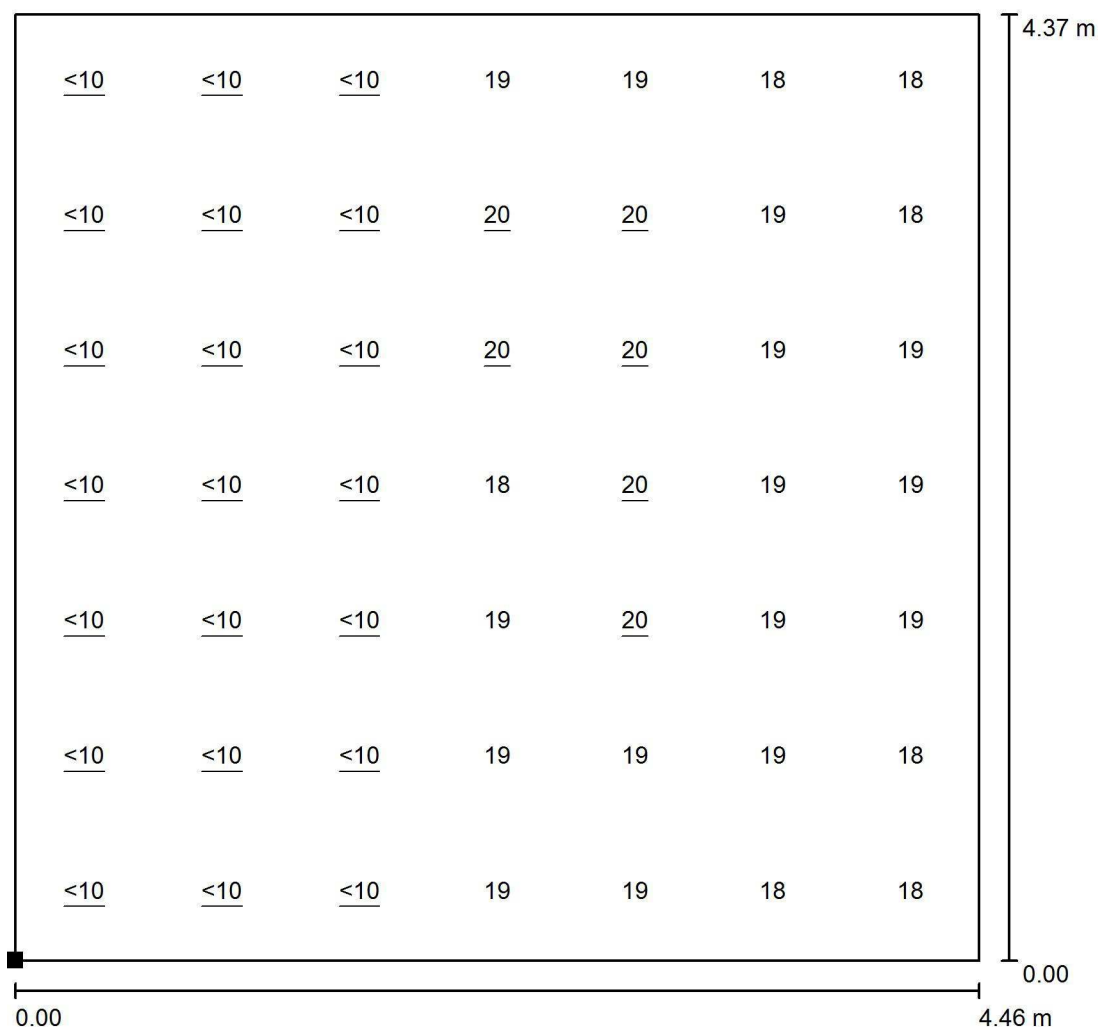 4.37 m
<10 <10 <10 19 19 18 18
<10 <10 <10 20 20 19 18
<10 <10 <10 20 20 19 19
<10 <10 <10 18 20 19 19
<10 <10 <10 19 20 19 19
<10 <10 <10 19 19 19 18
<10 <10 <10 19 19 18 18
0.00
0.00 4.46 m